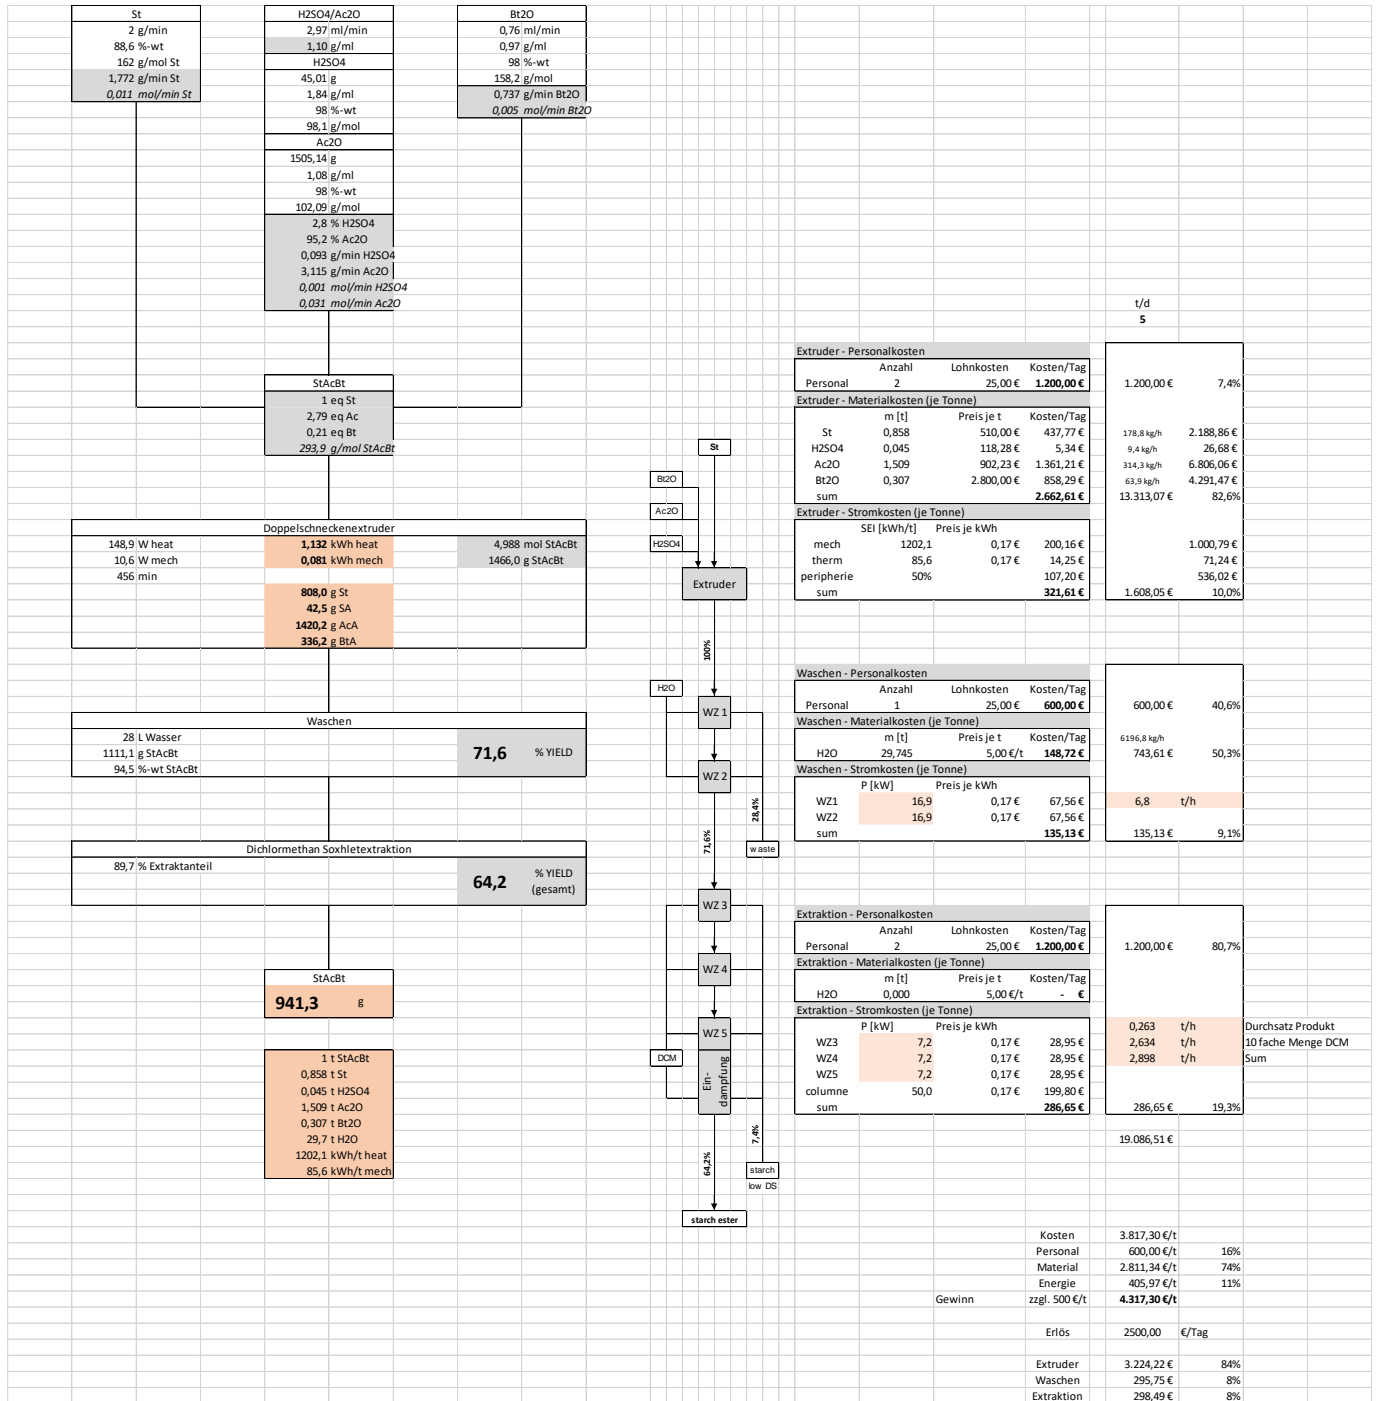 St
2 g/min
88,6 %-wt
162 g/mol St
1,772 g/min St
0,011 mol/min St
H2SO4/Ac2O
2,97 ml/min
1,10 g/ml
H2SO4
45,01 g
1,84 g/ml
98 %-wt
98,1 g/mol
Ac2O
1505,14 g
1,08 g/ml
98 %-wt
102,09 g/mol
2,8 % H2SO4
95,2 % Ac2O
0,093 g/min H2SO4
3,115 g/min Ac2O
0,001 mol/min H2SO4
0,031 mol/min Ac2O
Bt2O
0,76 ml/min
0,97 g/ml
98 %-wt
158,2 g/mol
0,737 g/min Bt2O
0,005 mol/min Bt2O
StAcBt
1 eq St
2,79 eq Ac
0,21 eq Bt
293,9 g/mol StAcBt
Doppelschneckenextruder
148,9 W heat 1,132 kWh heat 4,988 mol StAcBt
10,6 W mech 0,081 kWh mech 1466,0 g StAcBt
456 min
808,0 g St
42,5 g SA
1420,2 g AcA
336,2 g BtA
Waschen
28 L Wasser
1111,1 g StAcBt
94,5 %-wt StAcBt
71,6 % YIELD
Dichlormethan Soxhletextraktion
89,7 % Extraktanteil
64,2 % YIELD
(gesamt)
StAcBt
941,3 g
1 t StAcBt
0,858 t St
0,045 t H2SO4
1,509 t Ac2O
0,307 t Bt2O
29,7 t H2O
1202,1 kWh/t heat
85,6 kWh/t mech
St
Bt2O
Ac2O
H2SO4
Extruder
100%
H2O
WZ 1
WZ 2
28,4%
71,6%
waste
WZ 3
WZ 4
WZ 5
DCM
Ein-
dampfung
7,4%
64,2%
starch
low DS
starch ester
t/d
5
Extruder - Personalkosten
Anzahl Lohnkosten Kosten/Tag
Personal 2 25,00 € 1.200,00 € 1.200,00 € 7,4%
Extruder - Materialkosten (je Tonne)
m [t] Preis je t Kosten/Tag
St 0,858 510,00 € 437,77 € 178,8 kg/h 2.188,86 €
H2SO4 0,045 118,28 € 5,34 € 9,4 kg/h 26,68 €
Ac2O 1,509 902,23 € 1.361,21 € 314,3 kg/h 6.806,06 €
Bt2O 0,307 2.800,00 € 858,29 € 63,9 kg/h 4.291,47 €
sum 2.662,61 € 13.313,07 € 82,6%
Extruder - Stromkosten (je Tonne)
SEI [kWh/t] Preis je kWh
mech 1202,1 0,17 € 200,16 € 1.000,79 €
therm 85,6 0,17 € 14,25 € 71,24 €
peripherie 50% 107,20 € 536,02 €
sum 321,61 € 1.608,05 € 10,0%
Waschen - Personalkosten
Anzahl Lohnkosten Kosten/Tag
Personal 1 25,00 € 600,00 € 600,00 € 40,6%
Waschen - Materialkosten (je Tonne)
m [t] Preis je t Kosten/Tag 6196,8 kg/h
H2O 29,745 5,00 €/t 148,72 € 743,61 € 50,3%
Waschen - Stromkosten (je Tonne)
P [kW] Preis je kWh
WZ1 16,9 0,17 € 67,56 € 6,8 t/h
WZ2 16,9 0,17 € 67,56 €
sum 135,13 € 135,13 € 9,1%
Extraktion - Personalkosten
Anzahl Lohnkosten Kosten/Tag
Personal 2 25,00 € 1.200,00 € 1.200,00 € 80,7%
Extraktion - Materialkosten (je Tonne)
m [t] Preis je t Kosten/Tag
H2O 0,000 5,00 €/t - €
Extraktion - Stromkosten (je Tonne)
P [kW] Preis je kWh 0,263 t/h Durchsatz Produkt
WZ3 7,2 0,17 € 28,95 € 2,634 t/h 10 fache Menge DCM
WZ4 7,2 0,17 € 28,95 € 2,898 t/h Sum
WZ5 7,2 0,17 € 28,95 €
columne 50,0 0,17 € 199,80 €
sum 286,65 € 286,65 € 19,3%
19.086,51 €
Kosten 3.817,30 €/t
Personal 600,00 €/t 16%
Material 2.811,34 €/t 74%
Energie 405,97 €/t 11%
Gewinn zzgl. 500 €/t 4.317,30 €/t
Erlös 2500,00 €/Tag
Extruder 3.224,22 € 84%
Waschen 295,75 € 8%
Extraktion 298,49 € 8%